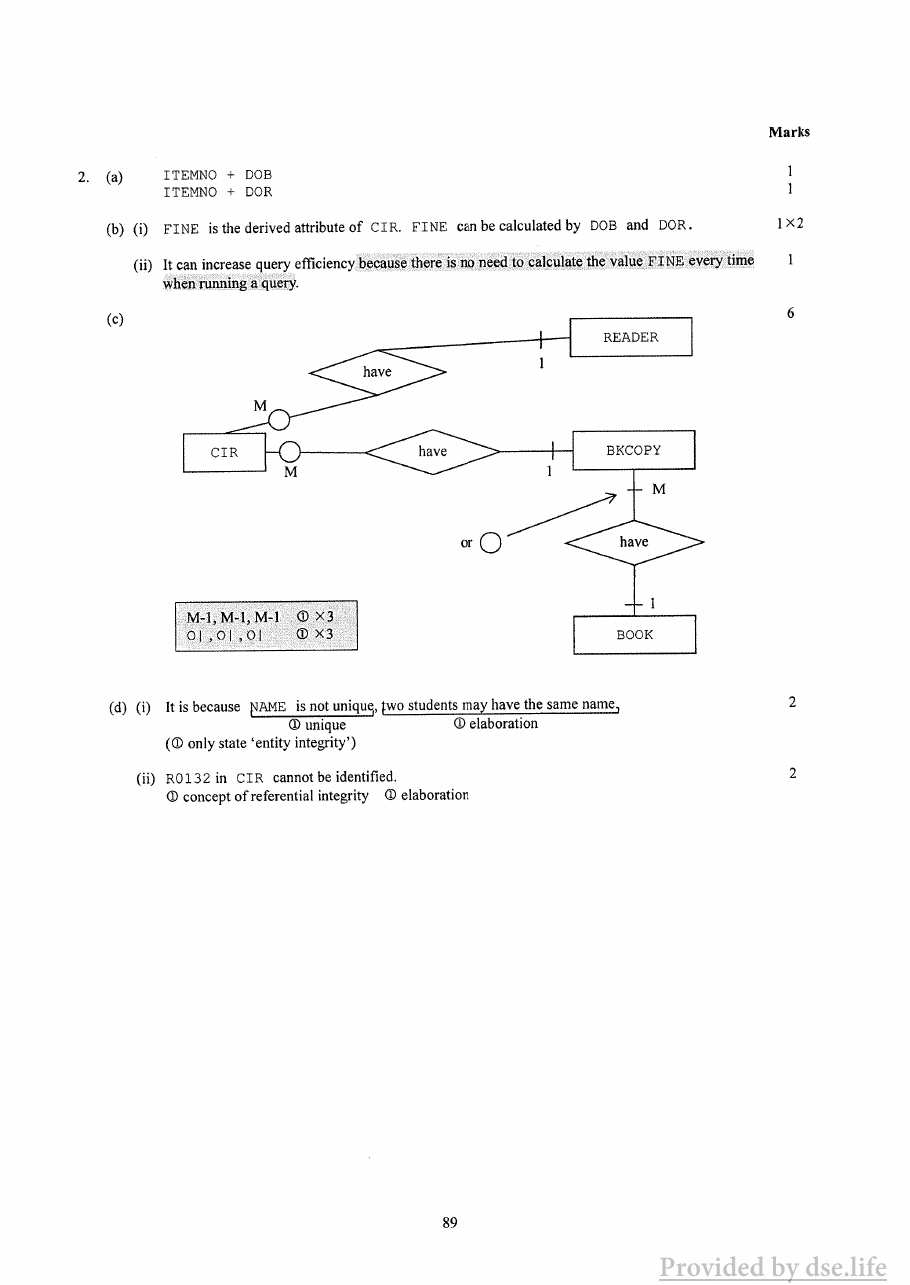 Marks
2. (a) ITEMNO + DOB 1
ITEMNO + DOR 1
(b) (i) FINE is the derived attribute of CIR. FINE can be calculated by DOB and DOR. 1×2
(ii) It can increase query efficiency because there is no need to calculate the value FINE every time 1
when running a query.
(c) 6
READER
have
1
M
CIR
have
BKCOPY
M
1
M
or
have
1
M-1, M-1, M-1 ① ×3
O| , O| , O| ① ×3
BOOK
(d) (i) It is because NAME is not unique, two students may have the same name, 2
① unique ① elaboration
(① only state ‘entity integrity’)
(ii) R0132 in CIR cannot be identified. 2
① concept of referential integrity ① elaboration
89
Provided by dse.life